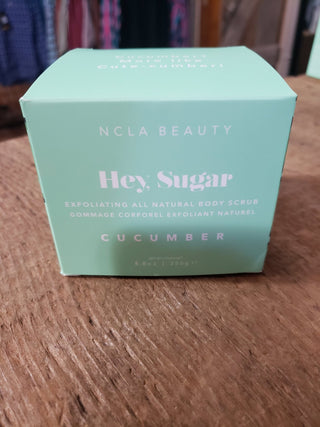 Cucumber?
More like
Cute-cumber!
NCLA BEAUTY
Hey, Sugar
EXFOLIATING ALL NATURAL BODY SCRUB
GOMMAGE CORPOREL EXFOLIANT NATUREL
CUCUMBER